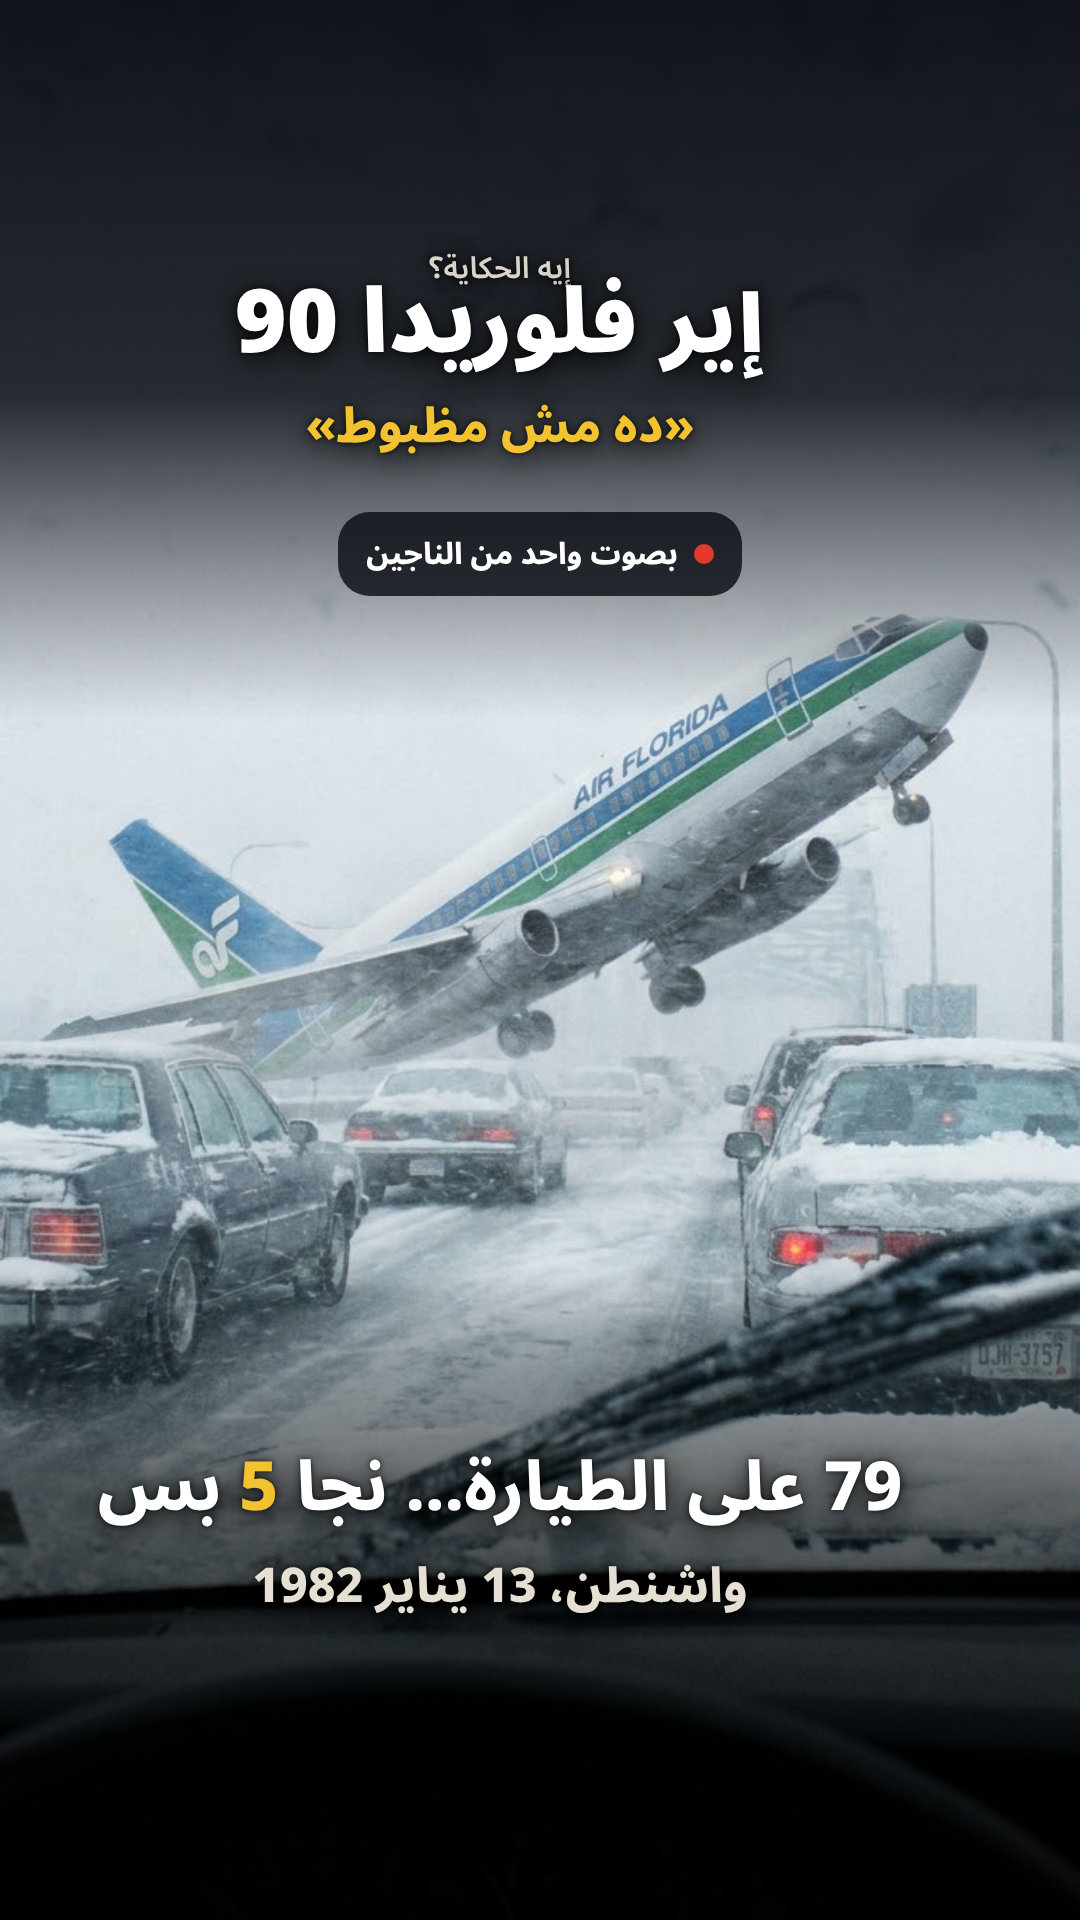 إيه الحكاية؟
إير فلوريدا 90
«ده مش مظبوط»
بصوت واحد من الناجين
AIR FLORIDA
DJH-3757
79 على الطيارة... نجا 5 بس
واشنطن، 13 يناير 1982